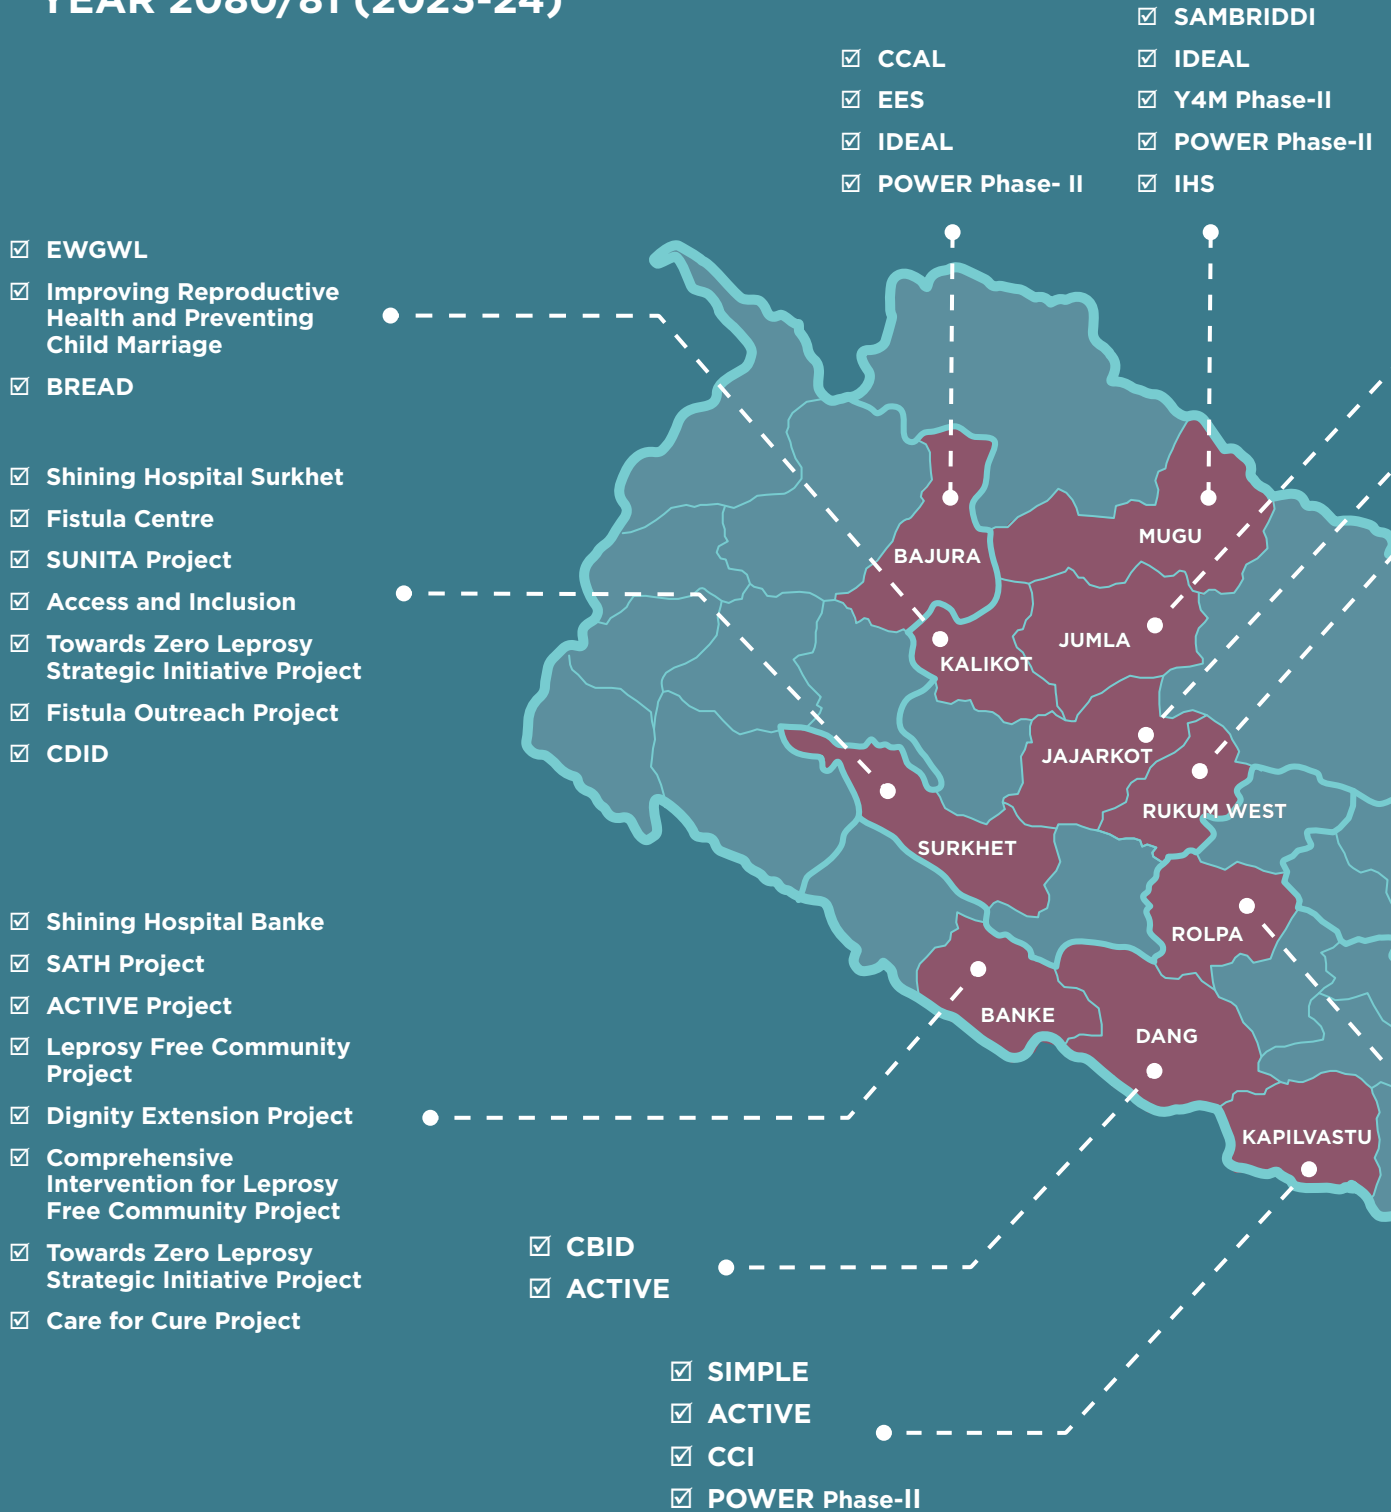 YEAR 2080/81 (2023-24)
SAMBRIDDI
IDEAL
Y4M Phase-II
POWER Phase-II
IHS
CCAL
EES
IDEAL
POWER Phase- II
EWGWL
Improving Reproductive
Health and Preventing
Child Marriage
BREAD
Shining Hospital Surkhet
Fistula Centre
SUNITA Project
Access and Inclusion
Towards Zero Leprosy
Strategic Initiative Project
Fistula Outreach Project
CDID
Shining Hospital Banke
SATH Project
ACTIVE Project
Leprosy Free Community
Project
Dignity Extension Project
Comprehensive
Intervention for Leprosy
Free Community Project
Towards Zero Leprosy
Strategic Initiative Project
Care for Cure Project
CBID
ACTIVE
SIMPLE
ACTIVE
CCI
POWER Phase-II
MUGU
BAJURA
JUMLA
KALIKOT
JAJARKOT
RUKUM WEST
SURKHET
ROLPA
BANKE
DANG
KAPILVASTU